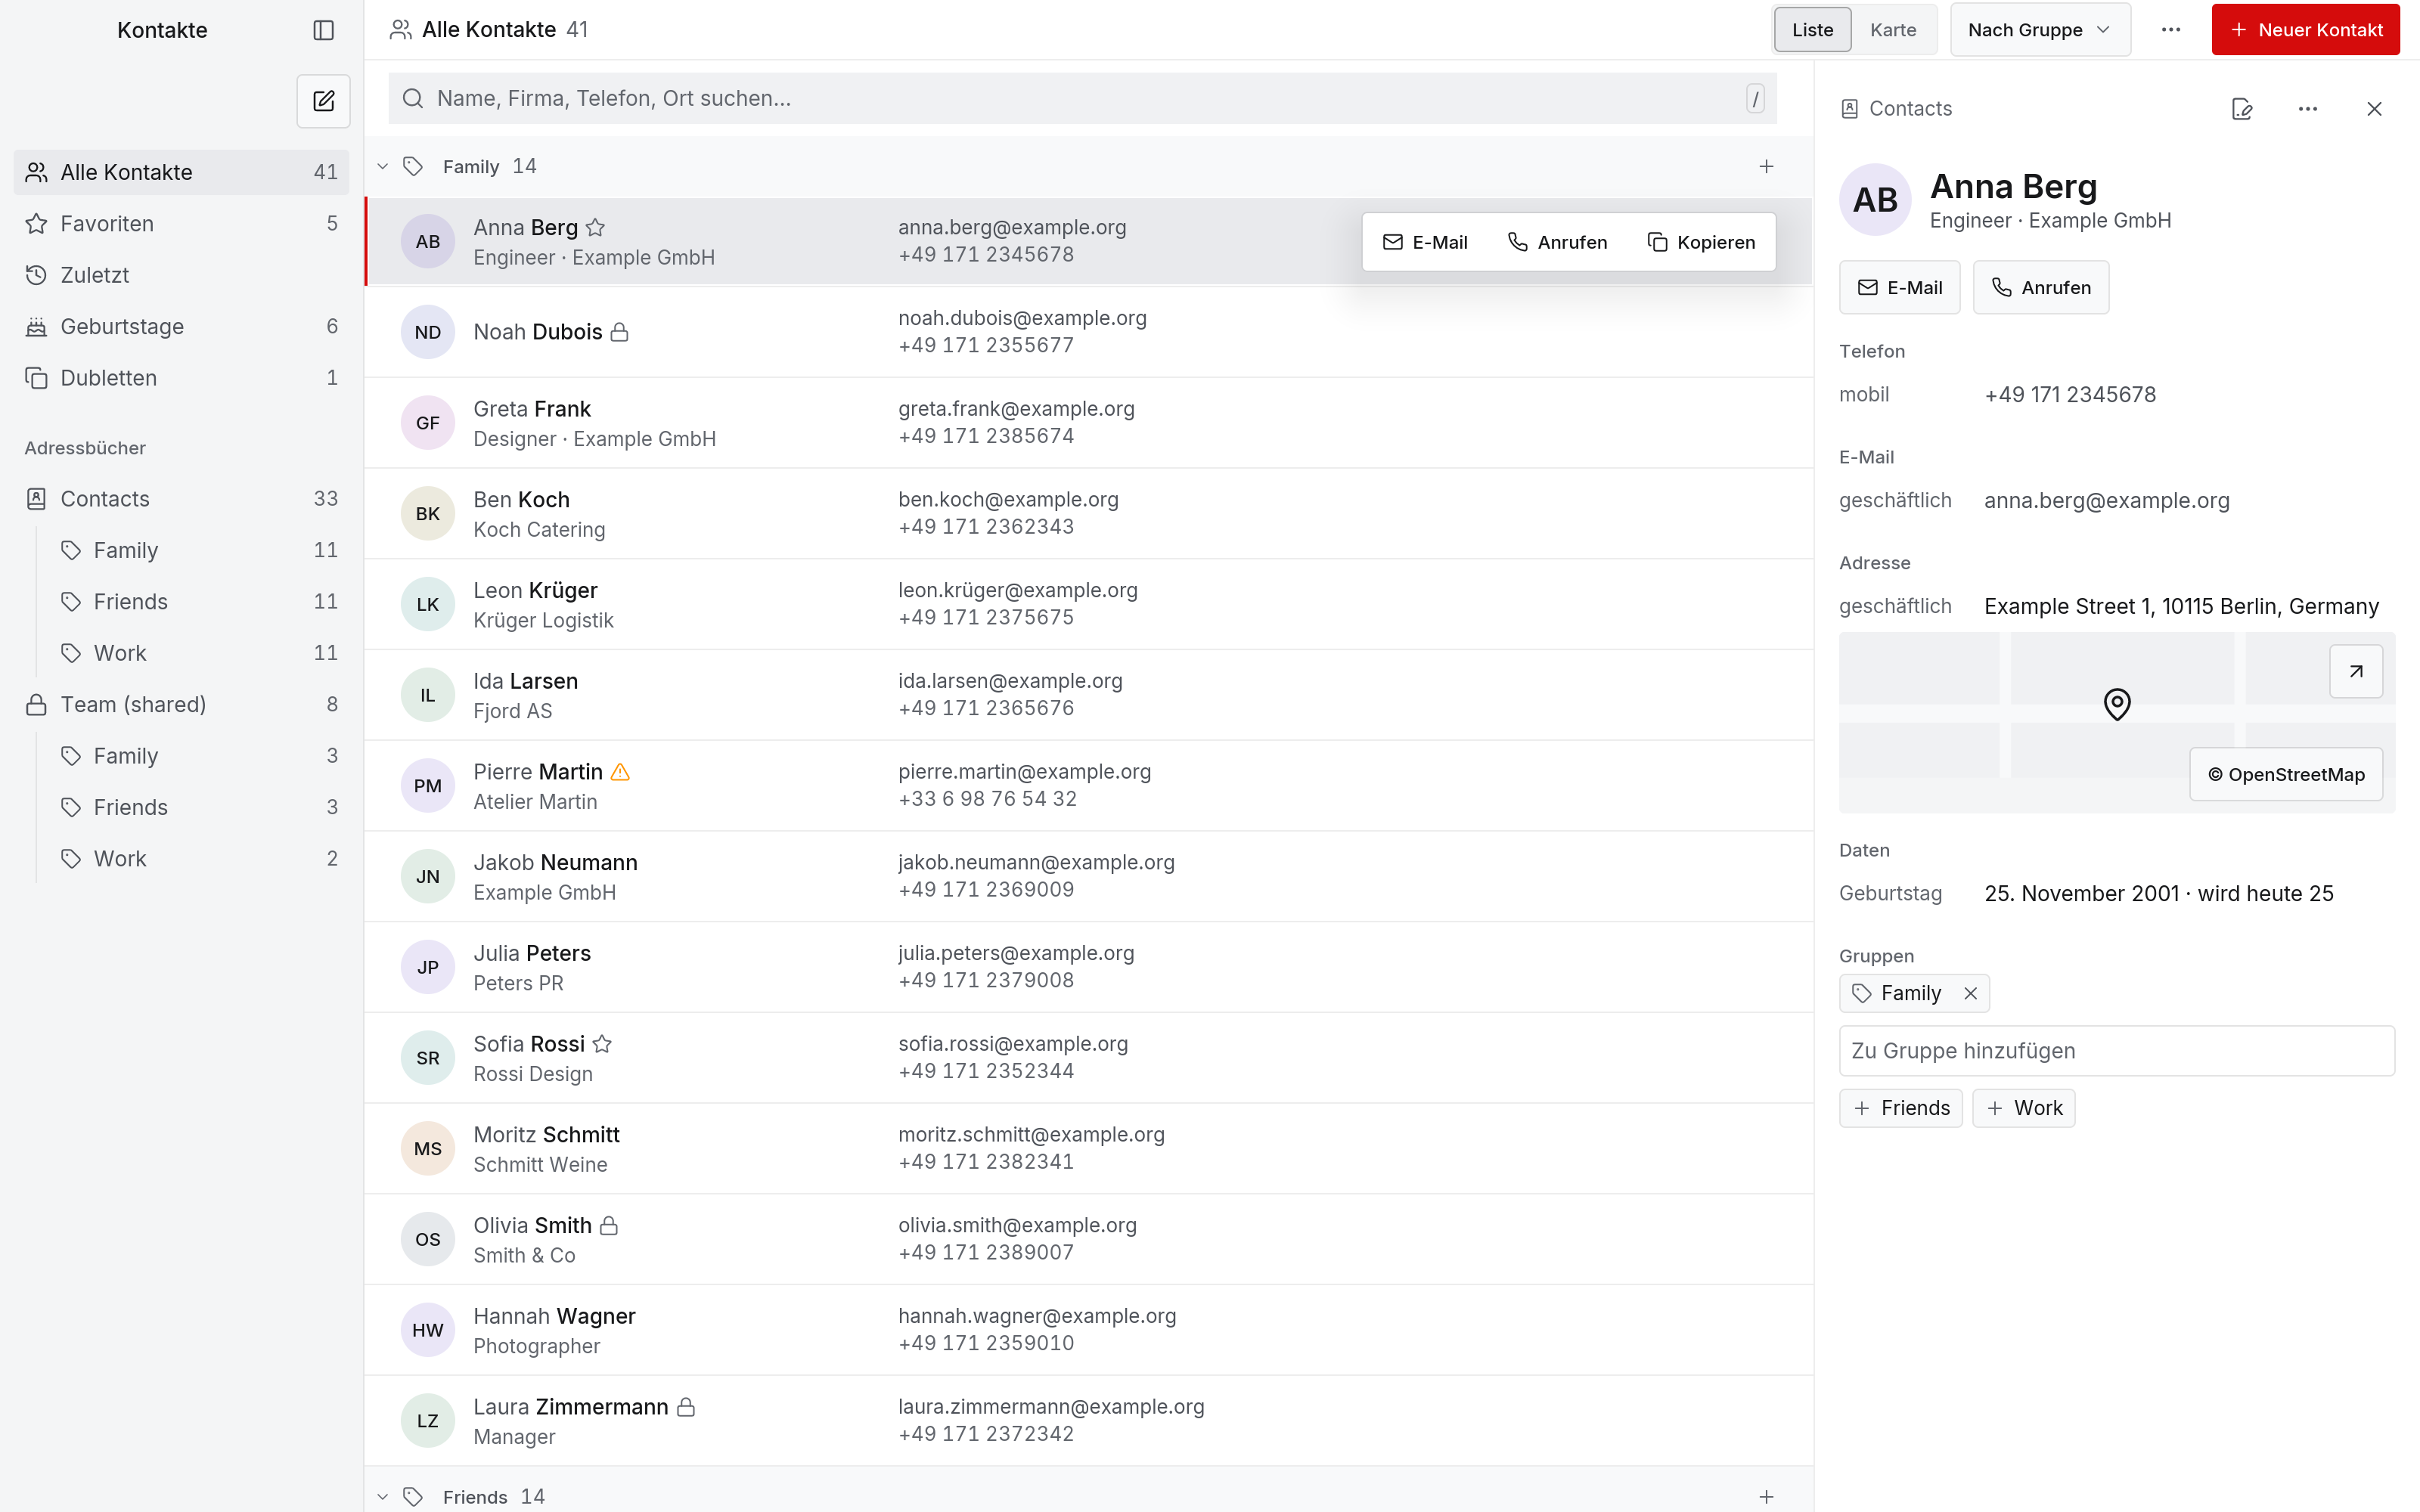 Kontakte
Alle Kontakte 41
Favoriten 5
Zuletzt
Geburtstage 6
Dubletten 1
Adressbücher
Contacts 33
Family 11
Friends 11
Work 11
Team (shared) 8
Family 3
Friends 3
Work 2
Alle Kontakte 41
Liste Karte
Nach Gruppe
Neuer Kontakt
Name, Firma, Telefon, Ort suchen... /
Family 14
AB
Anna Berg
Engineer · Example GmbH
anna.berg@example.org
+49 171 2345678
E-Mail Anrufen Kopieren
ND
Noah Dubois
noah.dubois@example.org
+49 171 2355677
GF
Greta Frank
Designer · Example GmbH
greta.frank@example.org
+49 171 2385674
BK
Ben Koch
Koch Catering
ben.koch@example.org
+49 171 2362343
LK
Leon Krüger
Krüger Logistik
leon.krüger@example.org
+49 171 2375675
IL
Ida Larsen
Fjord AS
ida.larsen@example.org
+49 171 2365676
PM
Pierre Martin
Atelier Martin
pierre.martin@example.org
+33 6 98 76 54 32
JN
Jakob Neumann
Example GmbH
jakob.neumann@example.org
+49 171 2369009
JP
Julia Peters
Peters PR
julia.peters@example.org
+49 171 2379008
SR
Sofia Rossi
Rossi Design
sofia.rossi@example.org
+49 171 2352344
MS
Moritz Schmitt
Schmitt Weine
moritz.schmitt@example.org
+49 171 2382341
OS
Olivia Smith
Smith & Co
olivia.smith@example.org
+49 171 2389007
HW
Hannah Wagner
Photographer
hannah.wagner@example.org
+49 171 2359010
LZ
Laura Zimmermann
Manager
laura.zimmermann@example.org
+49 171 2372342
Friends 14
Contacts
AB
Anna Berg
Engineer · Example GmbH
E-Mail Anrufen
Telefon
mobil +49 171 2345678
E-Mail
geschäftlich anna.berg@example.org
Adresse
geschäftlich Example Street 1, 10115 Berlin, Germany
© OpenStreetMap
Daten
Geburtstag 25. November 2001 · wird heute 25
Gruppen
Family
Zu Gruppe hinzufügen
Friends Work